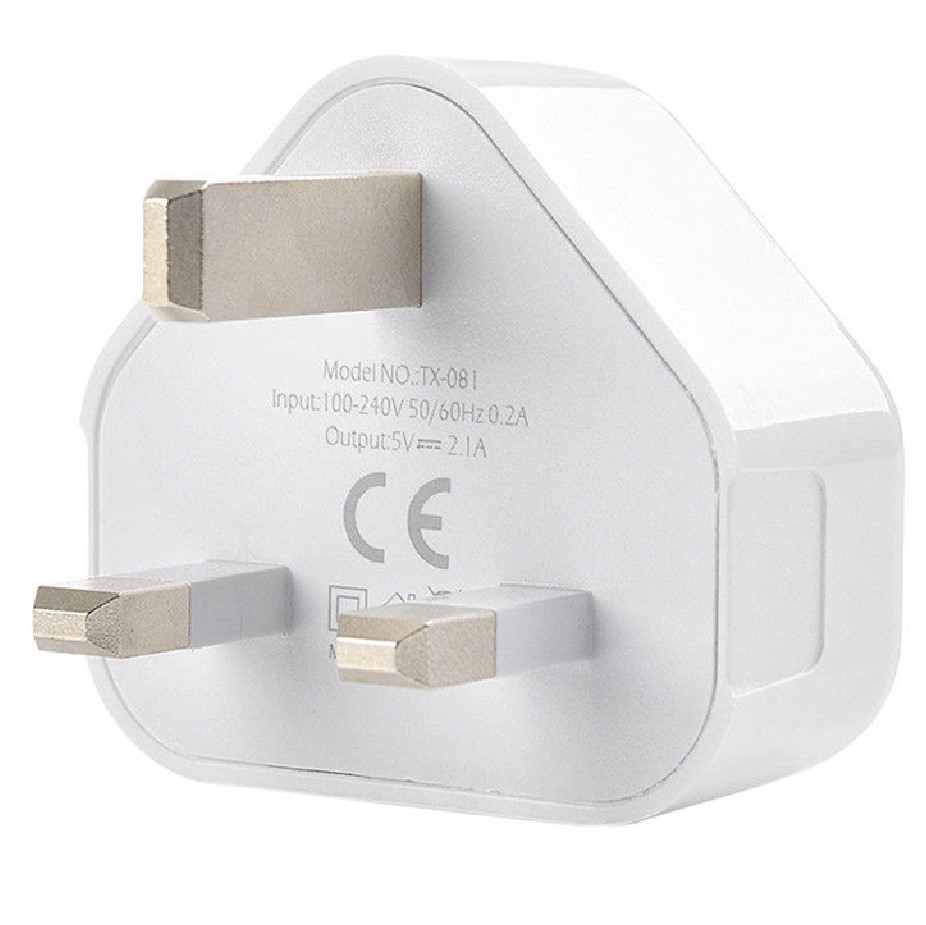 Model NO.:TX-081
Input:100-240V 50/60Hz 0.2A
Output:5V⎓ 2.1A
CE